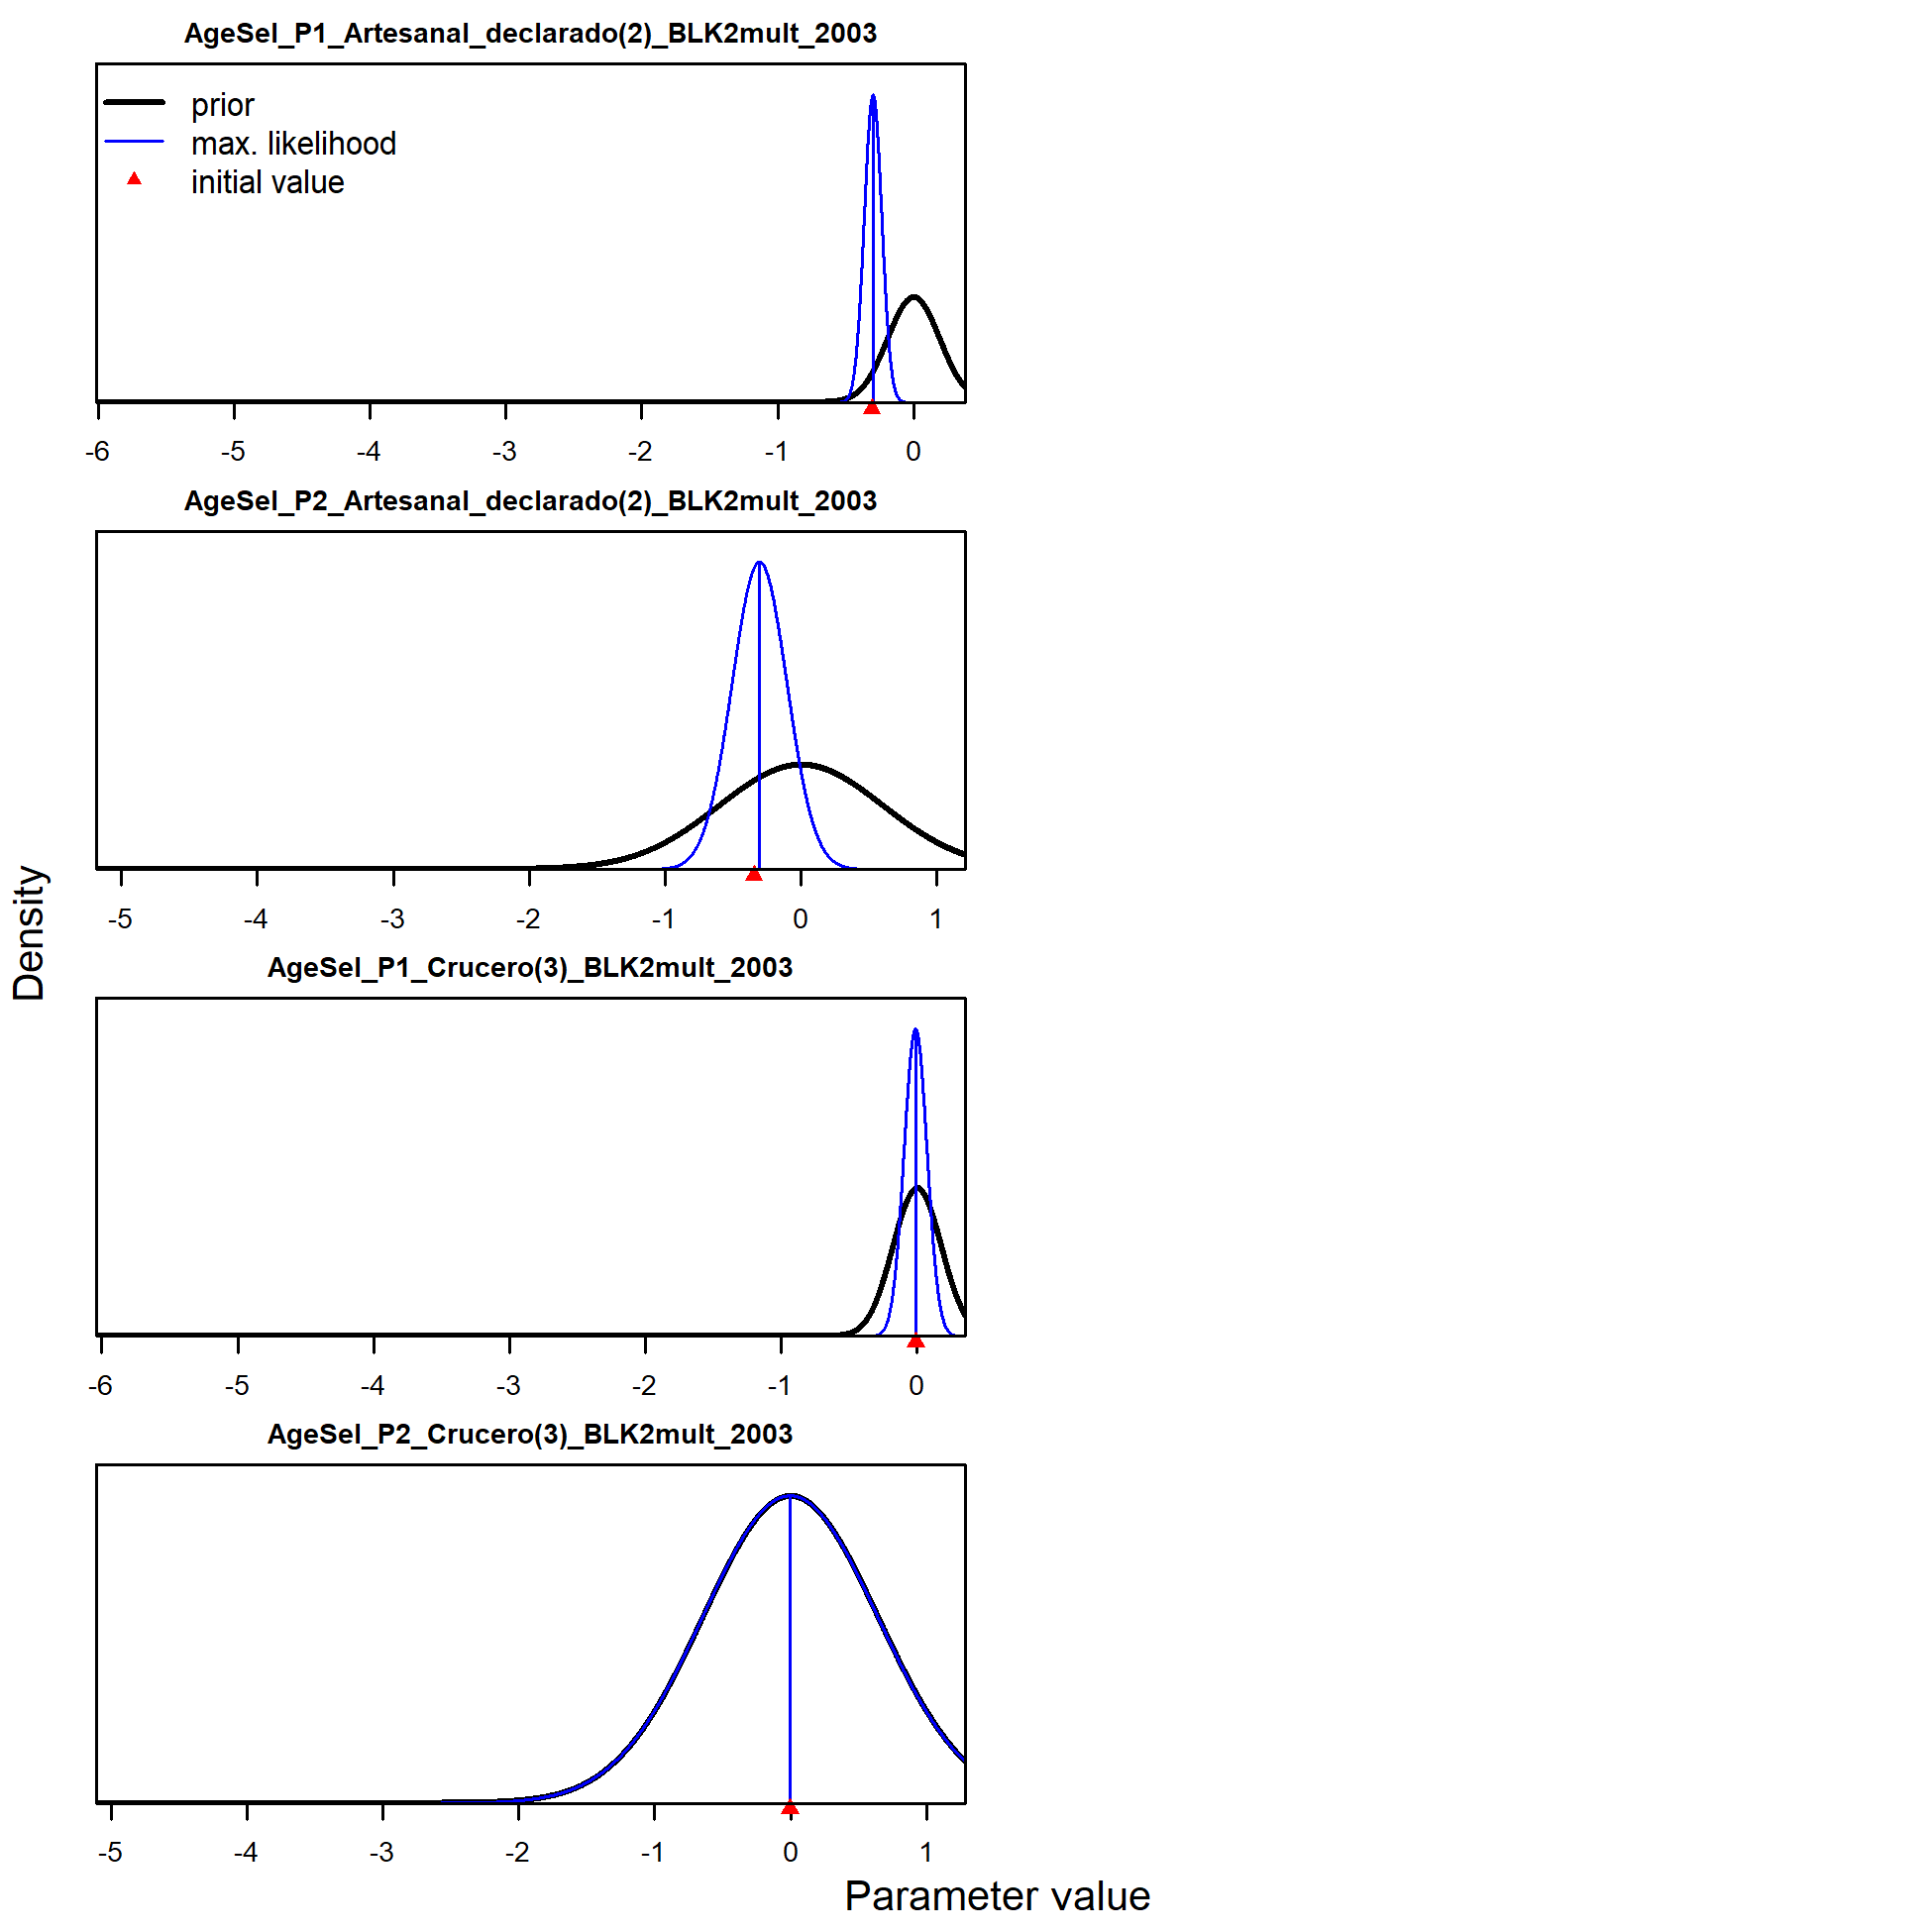 AgeSel_P1_Artesanal_declarado(2)_BLK2mult_2003
prior
max. likelihood
initial value
-6 -5 -4 -3 -2 -1 0
AgeSel_P2_Artesanal_declarado(2)_BLK2mult_2003
-5 -4 -3 -2 -1 0 1
Density
AgeSel_P1_Crucero(3)_BLK2mult_2003
-6 -5 -4 -3 -2 -1 0
AgeSel_P2_Crucero(3)_BLK2mult_2003
-5 -4 -3 -2 -1 0 1
Parameter value